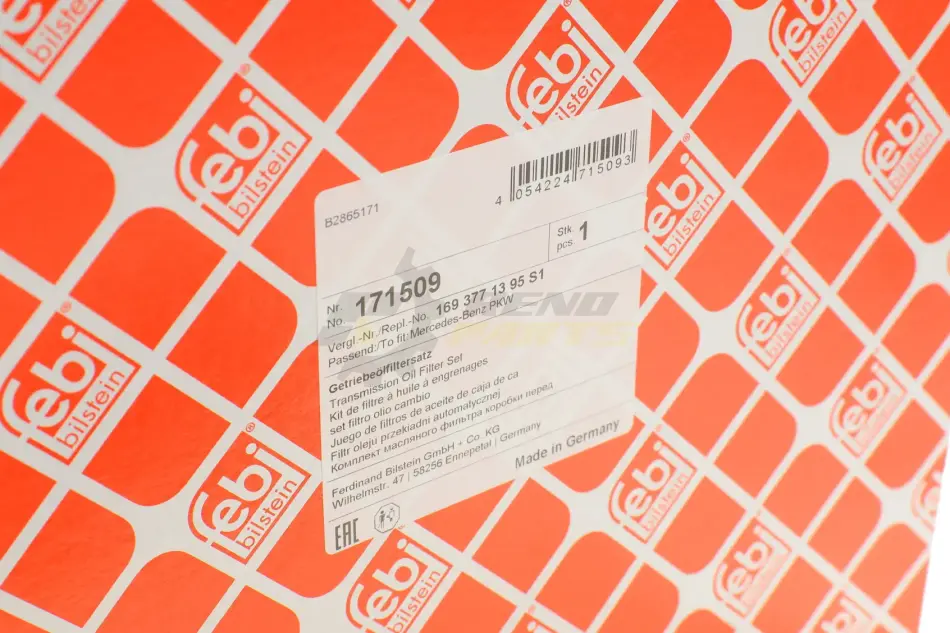 febi
bilstein
B2865171
4 054224 715093
Nr.
No. 171509
Stk.
pcs. 1
Vergl.-Nr./Repl.-No. 169 377 13 95 S1
Passend:/To fit:Mercedes-Benz PKW
Getriebeölfiltersatz
Transmission Oil Filter Set
Kit de filtre à huile à engrenages
set filtro olio cambio
Juego de filtros de aceite de caja de ca
Filtr oleju przekładni automatycznej
Комплект масляного фильтра коробки перед
Ferdinand Bilstein GmbH + Co. KG
Wilhelmstr. 47 | 58256 Ennepetal | Germany
Made in Germany
EAC